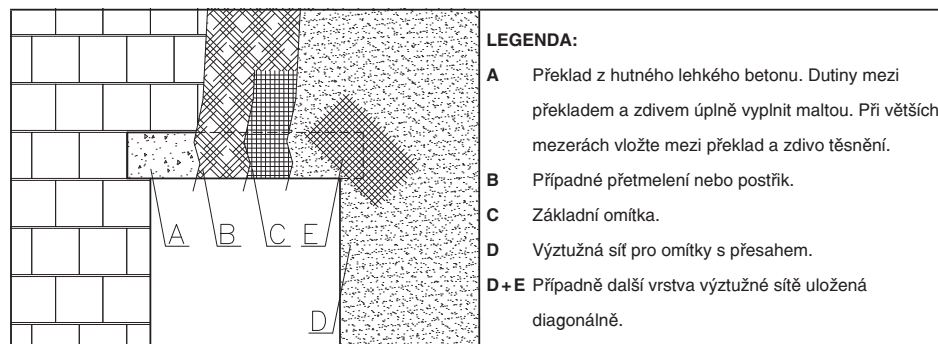 LEGENDA:
A Překlad z hutného lehkého betonu. Dutiny mezi
překladem a zdivem úplně vyplnit maltou. Při větších
mezerách vložte mezi překlad a zdivo těsnění.
B Případné přetmelení nebo postřik.
C Základní omítka.
D Výztužná síť pro omítky s přesahem.
D+E Případně další vrstva výztužné sítě uložená
diagonálně.
A B C E
D